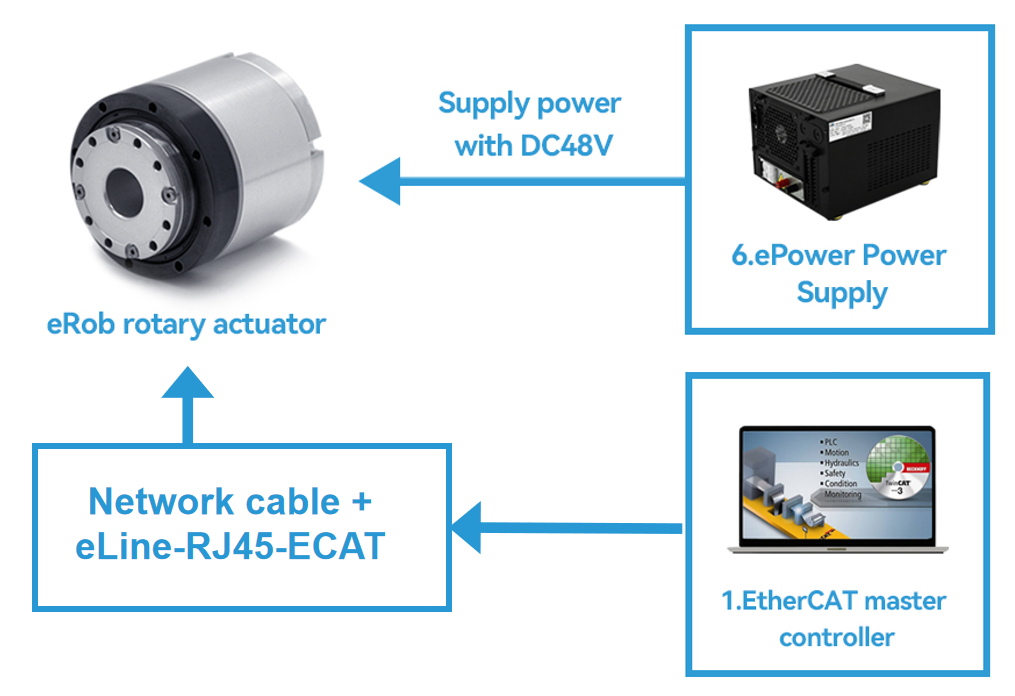 Supply power
with DC48V
6.ePower Power
Supply
eRob rotary actuator
Network cable +
eLine-RJ45-ECAT
PLC
Motion
Hydraulics
Safety
Condition
Monitoring
BECKHOFF
TwinCAT
3
1.EtherCAT master
controller